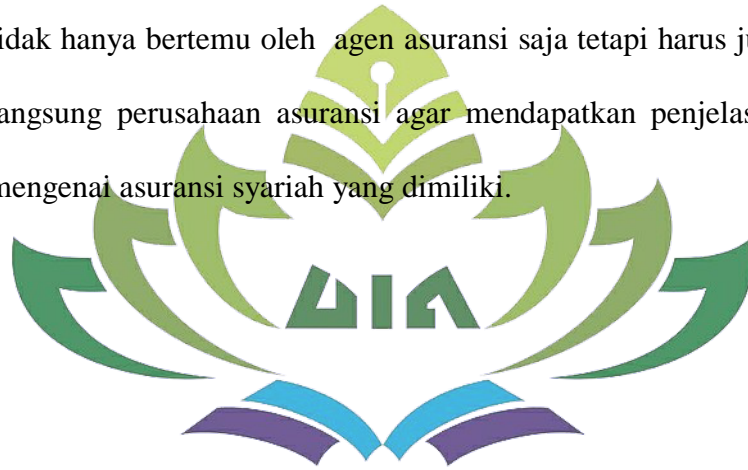 idak hanya bertemu oleh agen asuransi saja tetapi harus ju
angsung perusahaan asuransi agar mendapatkan penjelas
mengenai asuransi syariah yang dimiliki.
UIN